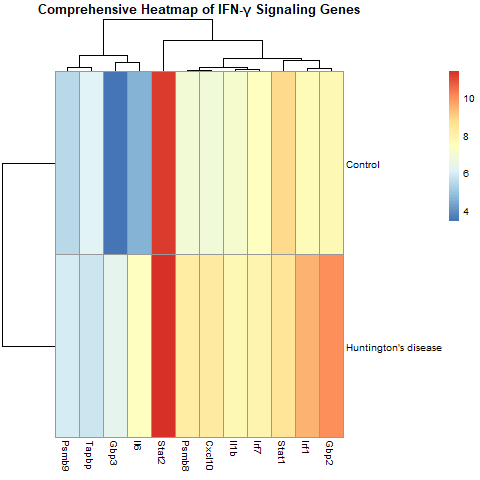 Comprehensive Heatmap of IFN-γ Signaling Genes
10
8
6
4
Control
Huntington's disease
Psmb9
Tapbp
Gbp3
Il6
Stat2
Psmb8
Cxcl10
Il1b
Irf7
Stat1
Irf1
Gbp2